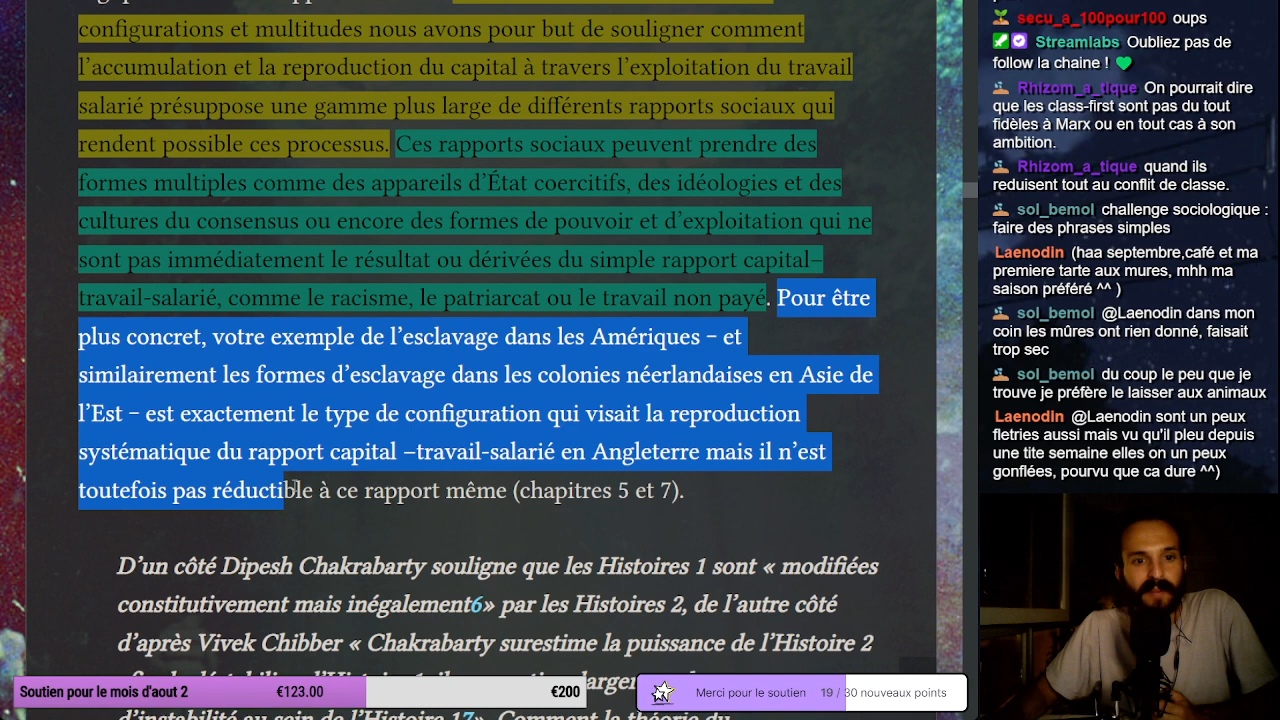 configurations et multitudes nous avons pour but de souligner comment
l'accumulation et la reproduction du capital à travers l'exploitation du travail
salarié présuppose une gamme plus large de différents rapports sociaux qui
rendent possible ces processus. Ces rapports sociaux peuvent prendre des
formes multiples comme des appareils d'État coercitifs, des idéologies et des
cultures du consensus ou encore des formes de pouvoir et d'exploitation qui ne
sont pas immédiatement le résultat ou dérivées du simple rapport capital–
travail-salarié, comme le racisme, le patriarcat ou le travail non payé. Pour être
plus concret, votre exemple de l'esclavage dans les Amériques – et
similairement les formes d'esclavage dans les colonies néerlandaises en Asie de
l'Est – est exactement le type de configuration qui visait la reproduction
systématique du rapport capital –travail-salarié en Angleterre mais il n'est
toutefois pas réductible à ce rapport même (chapitres 5 et 7).
D'un côté Dipesh Chakrabarty souligne que les Histoires 1 sont « modifiées
constitutivement mais inégalement6» par les Histoires 2, de l'autre côté
d'après Vivek Chibber « Chakrabarty surestime la puissance de l'Histoire 2
d'instabilité au sein de l'Histoire 17». Comment la théorie du
Soutien pour le mois d'aout 2 €123.00 €200
Merci pour le soutien 19 / 30 nouveaux points
secu_a_100pour100 oups
Streamlabs Oubliez pas de
follow la chaine !
Rhizom_a_tique On pourrait dire
que les class-first sont pas du tout
fidèles à Marx ou en tout cas à son
ambition.
Rhizom_a_tique quand ils
reduisent tout au conflit de classe.
sol_bemol challenge sociologique :
faire des phrases simples
Laenodin (haa septembre,café et ma
premiere tarte aux mures, mhh ma
saison préféré ^^ )
sol_bemol @Laenodin dans mon
coin les mûres ont rien donné, faisait
trop sec
sol_bemol du coup le peu que je
trouve je préfère le laisser aux animaux
Laenodin @Laenodin sont un peux
fletries aussi mais vu qu'il pleu depuis
une tite semaine elles on un peux
gonflées, pourvu que ca dure ^^)